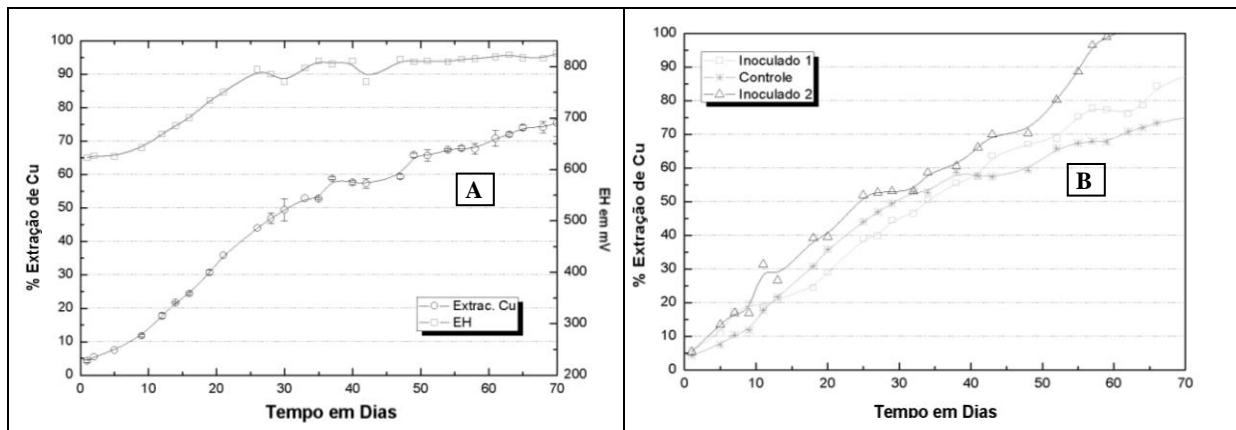 % Extração de Cu
100
90
80
70
60
50
40
30
20
10
0
0 10 20 30 40 50 60 70
Tempo em Dias
800
700
600
500
400
300
200
EH em mV
A
Extrac. Cu
EH
% Extração de Cu
100
90
80
70
60
50
40
30
20
10
0
0 10 20 30 40 50 60 70
Tempo em Dias
Inoculado 1
Controle
Inoculado 2
B